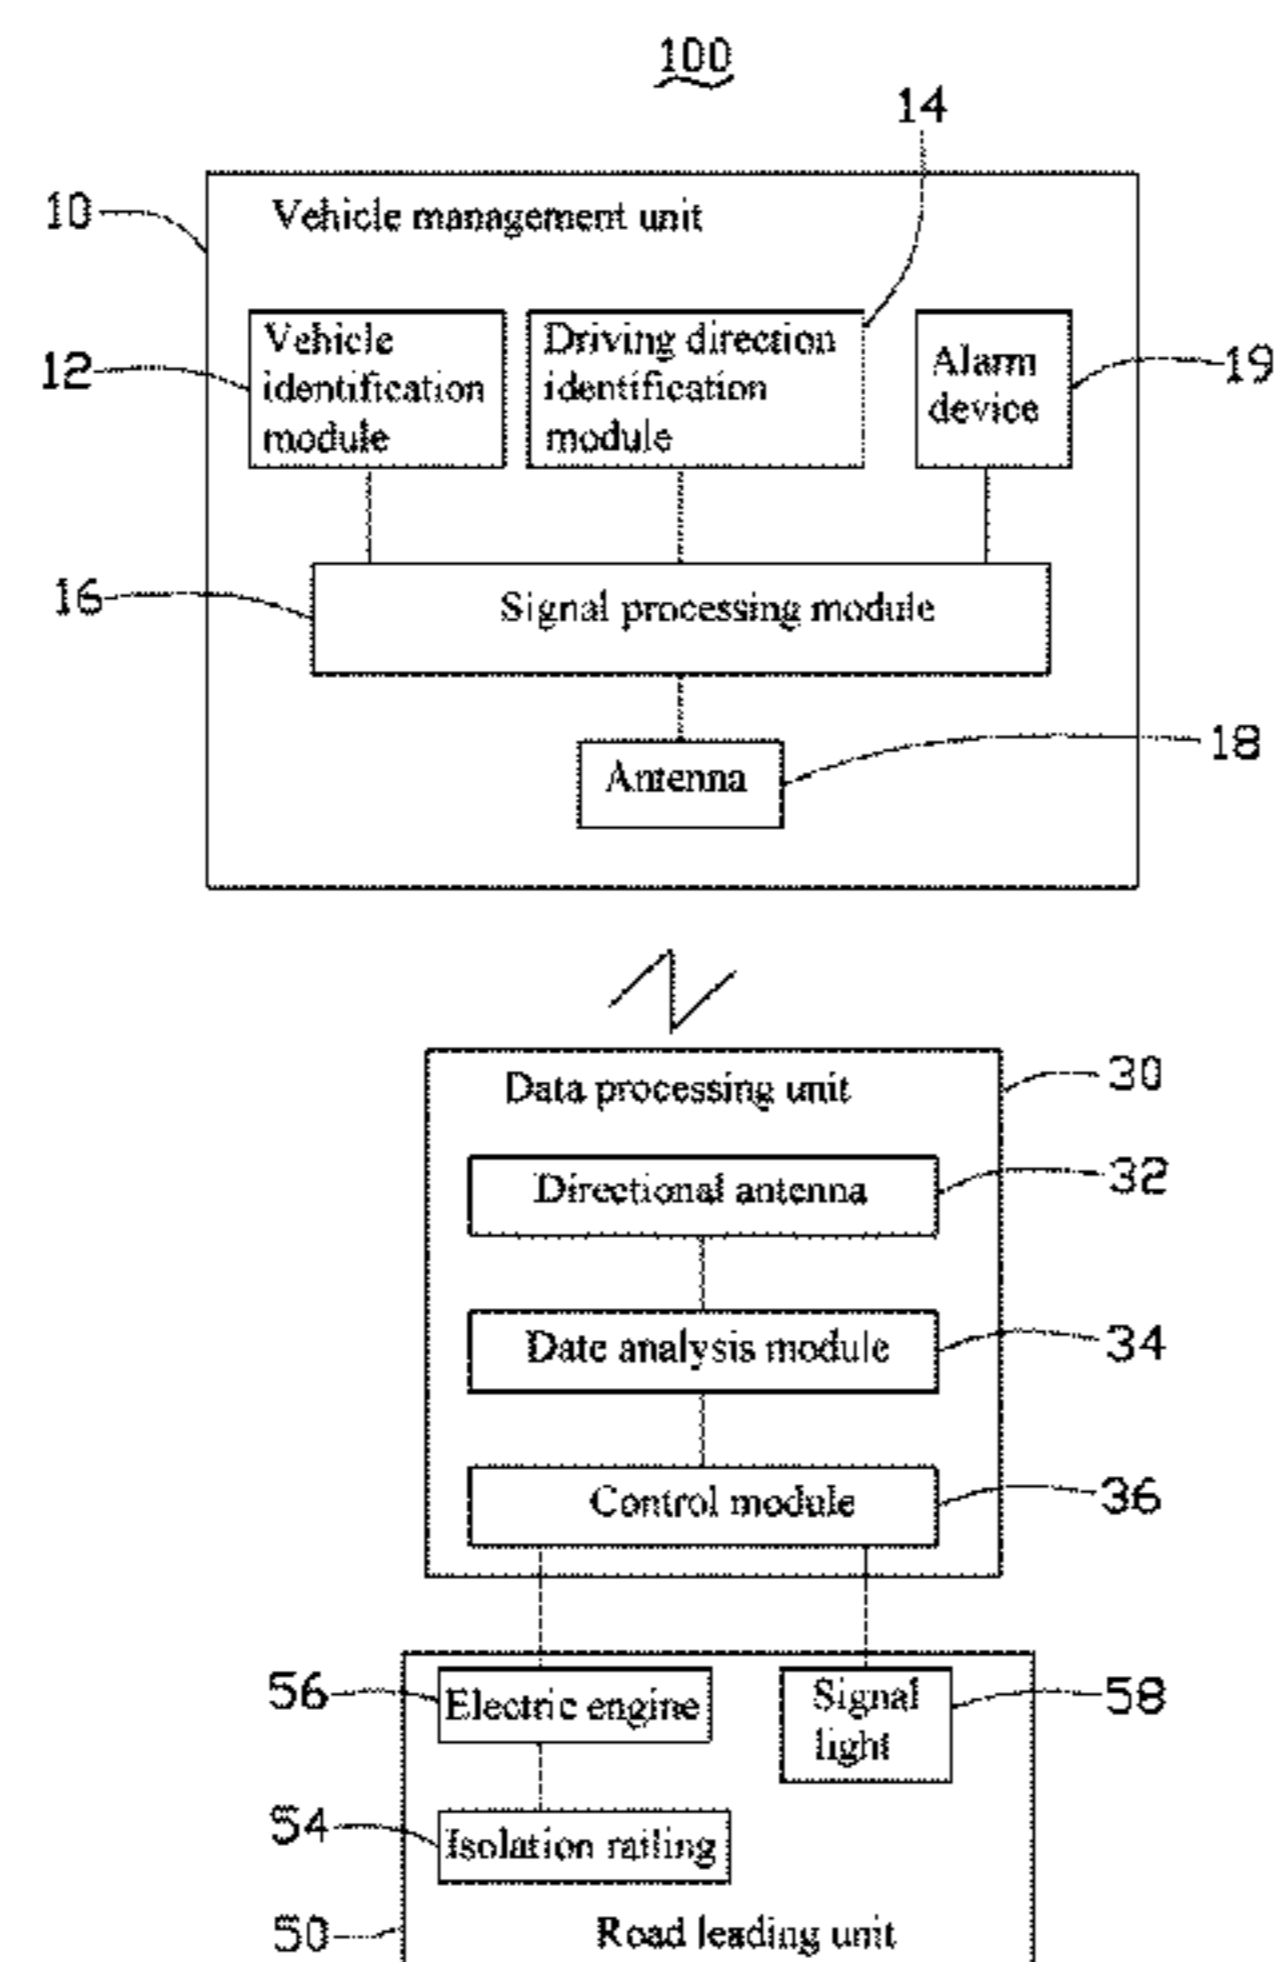 100
14
10
Vehicle management unit
Vehicle
identification
module
Driving direction
identification
module
Alarm
device
12
19
16
Signal processing module
Antenna
18
Data processing unit
30
Directional antenna
32
Date analysis module
34
Control module
36
56
Electric engine
Signal
light
58
54
Isolation railing
50
Road leading unit